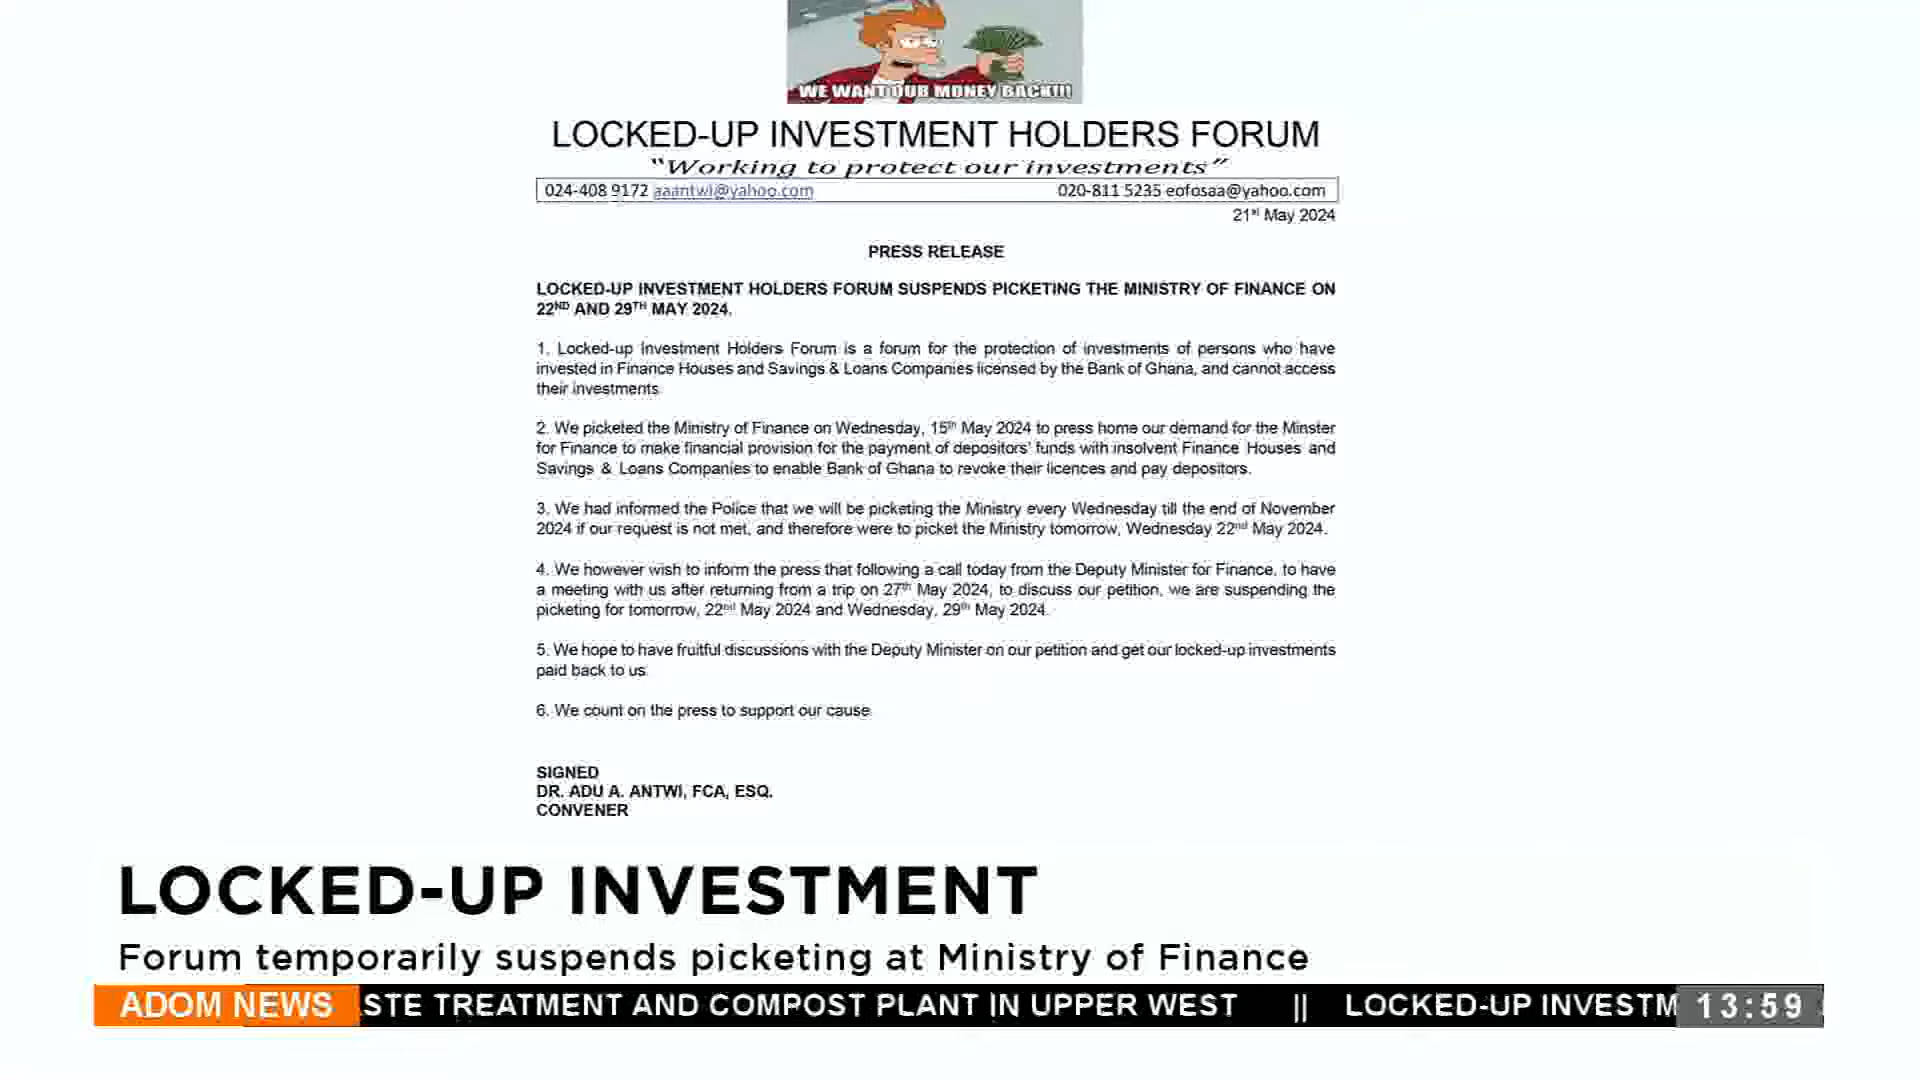 WE WANT OUR MONEY BACK!!!
LOCKED-UP INVESTMENT HOLDERS FORUM
"Working to protect our investments"
024-408 9172 aaantwi@yahoo.com 020-811 5235 eofosaa@yahoo.com
21st May 2024
PRESS RELEASE
LOCKED-UP INVESTMENT HOLDERS FORUM SUSPENDS PICKETING THE MINISTRY OF FINANCE ON
22ND AND 29TH MAY 2024.
1. Locked-up Investment Holders Forum is a forum for the protection of investments of persons who have
invested in Finance Houses and Savings & Loans Companies licensed by the Bank of Ghana, and cannot access
their investments.
2. We picketed the Ministry of Finance on Wednesday, 15th May 2024 to press home our demand for the Minster
for Finance to make financial provision for the payment of depositors' funds with insolvent Finance Houses and
Savings & Loans Companies to enable Bank of Ghana to revoke their licences and pay depositors.
3. We had informed the Police that we will be picketing the Ministry every Wednesday till the end of November
2024 if our request is not met, and therefore were to picket the Ministry tomorrow, Wednesday 22nd May 2024.
4. We however wish to inform the press that following a call today from the Deputy Minister for Finance, to have
a meeting with us after returning from a trip on 27th May 2024, to discuss our petition, we are suspending the
picketing for tomorrow, 22nd May 2024 and Wednesday, 29th May 2024.
5. We hope to have fruitful discussions with the Deputy Minister on our petition and get our locked-up investments
paid back to us.
6. We count on the press to support our cause.
SIGNED
DR. ADU A. ANTWI, FCA, ESQ.
CONVENER
LOCKED-UP INVESTMENT
Forum temporarily suspends picketing at Ministry of Finance
ADOM NEWS STE TREATMENT AND COMPOST PLANT IN UPPER WEST || LOCKED-UP INVESTM 13:59